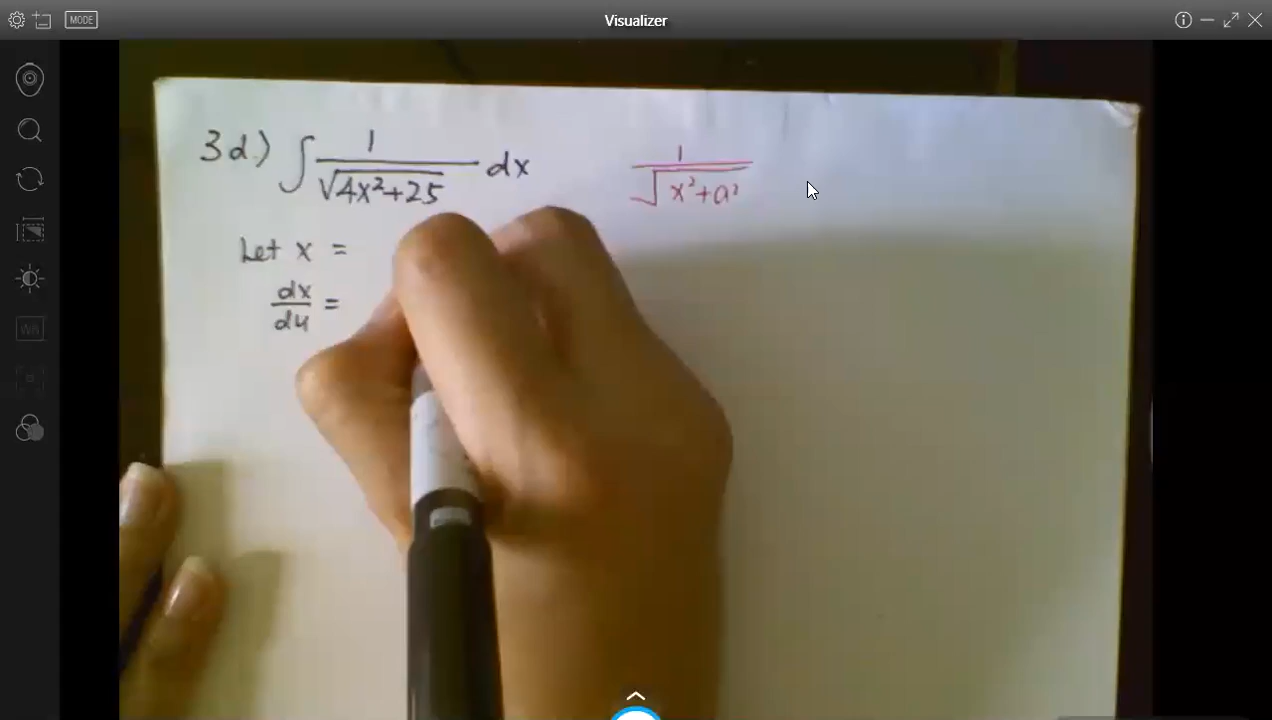 MODE
Visualizer
3d.) ∫ 1/√(4x²+25) dx
1/√(x²+a²)
Let x =
dx/du =